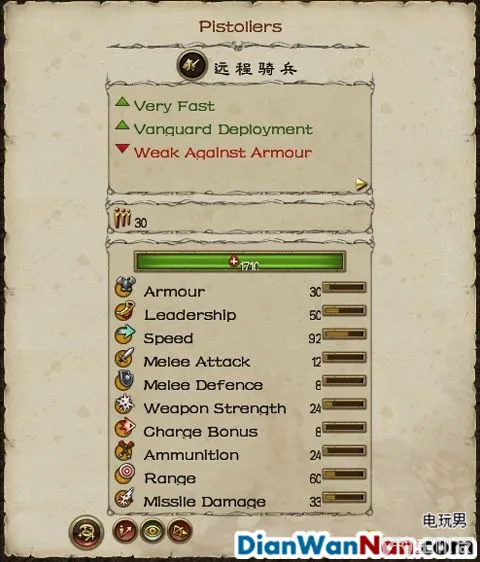 Pistoliers
远程骑兵
Very Fast
Vanguard Deployment
Weak Against Armour
30
1710
Armour 30
Leadership 50
Speed 92
Melee Attack 12
Melee Defence 8
Weapon Strength 24
Charge Bonus 8
Ammunition 24
Range 60
Missile Damage 33
电玩男
DianWanNan.com